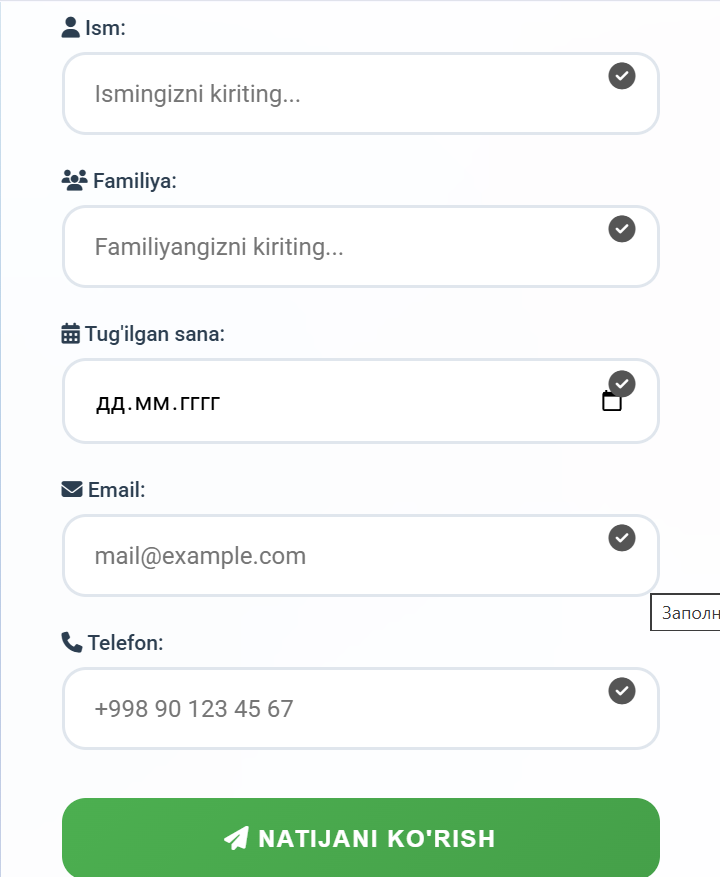 Ism:
Ismingizni kiriting...
Familiya:
Familiyangizni kiriting...
Tug'ilgan sana:
дд.мм.гггг
Email:
mail@example.com
Заполн
Telefon:
+998 90 123 45 67
NATIJANI KO'RISH